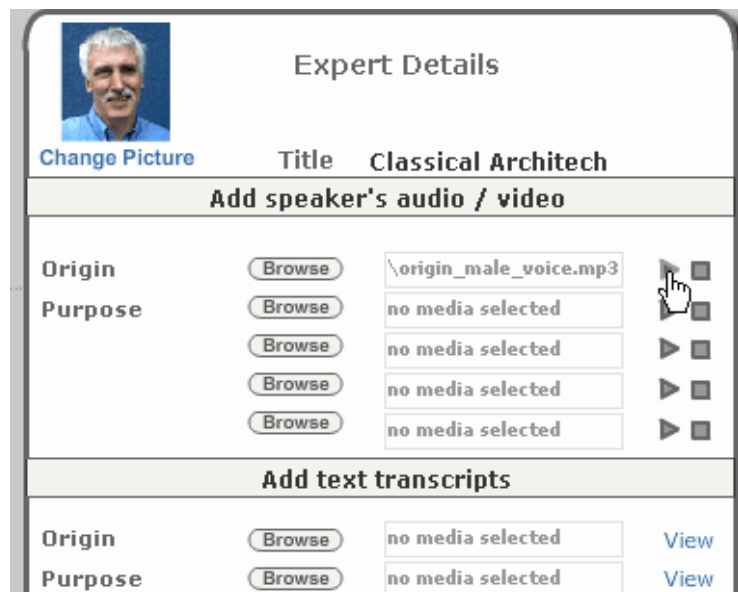 Expert Details
Change Picture
Title Classical Architech
Add speaker's audio / video
Origin Browse \origin_male_voice.mp3
Purpose Browse no media selected
Browse no media selected
Browse no media selected
Browse no media selected
Add text transcripts
Origin Browse no media selected View
Purpose Browse no media selected View